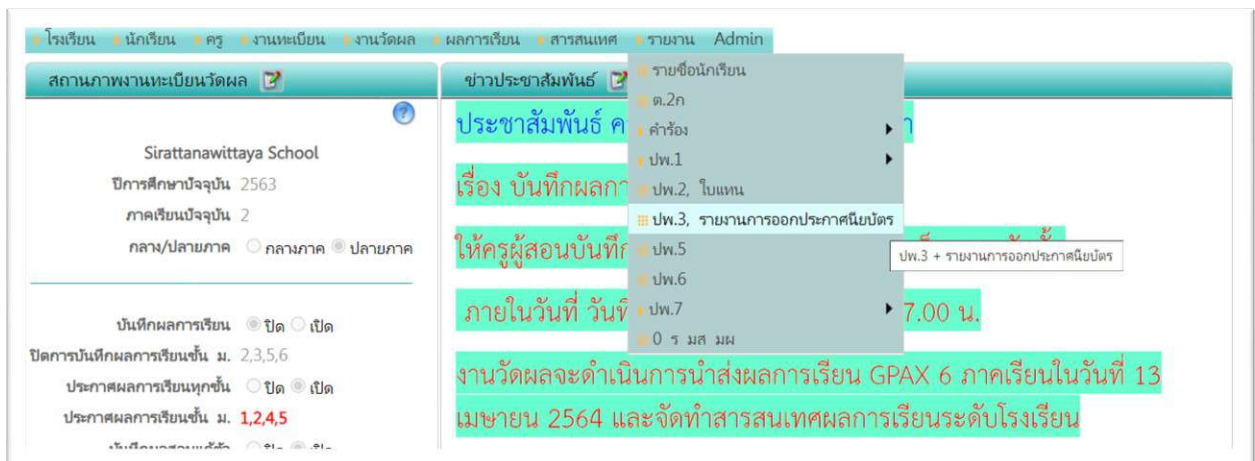 โรงเรียน นักเรียน ครู งานทะเบียน งานวัดผล ผลการเรียน สารสนเทศ รายงาน Admin
สถานภาพงานทะเบียนวัดผล
Sirattanawittaya School
ปีการศึกษาปัจจุบัน 2563
ภาคเรียนปัจจุบัน 2
กลาง/ปลายภาค กลางภาค ปลายภาค
บันทึกผลการเรียน ปิด เปิด
ปิดการบันทึกผลการเรียนชั้น ม. 2,3,5,6
ประกาศผลการเรียนทุกชั้น ปิด เปิด
ประกาศผลการเรียนชั้น ม. 1,2,4,5
ข่าวประชาสัมพันธ์
ประชาสัมพันธ์
เรื่อง บันทึกผลกา
ให้ครูผู้สอนบันทึก
ภายในวันที่ วันที่ 7.00 น.
งานวัดผลจะดำเนินการนำส่งผลการเรียน GPAX 6 ภาคเรียนในวันที่ 13
เมษายน 2564 และจัดทำสารสนเทศผลการเรียนระดับโรงเรียน
รายชื่อนักเรียน
ต.2ก
คำร้อง
ปพ.1
ปพ.2, ใบแทน
ปพ.3, รายงานการออกประกาศนียบัตร
ปพ.5
ปพ.3 + รายงานการออกประกาศนียบัตร
ปพ.6
ปพ.7
0 ร มส มผ